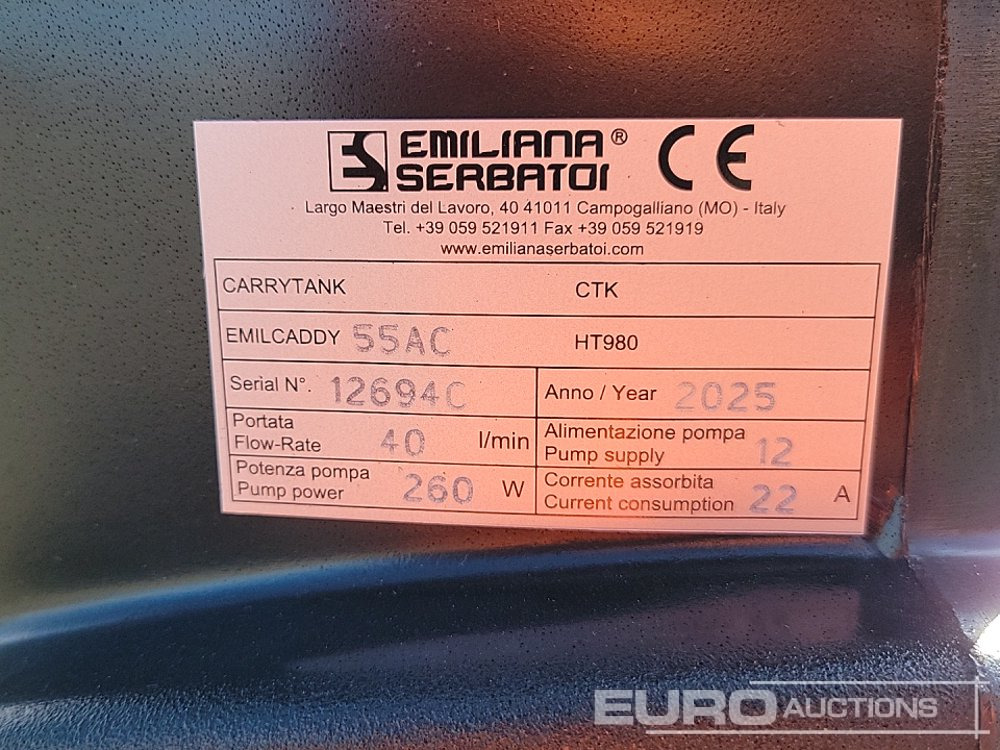 EMILIANA®
SERBATOI
CE
Largo Maestri del Lavoro, 40 41011 Campogalliano (MO) - Italy
Tel. +39 059 521911 Fax +39 059 521919
www.emilianaserbatoi.com
CARRYTANK CTK
EMILCADDY 55AC HT980
Serial N°. 12694C Anno / Year 2025
Portata
Flow-Rate 40 l/min
Alimentazione pompa
Pump supply 12
Potenza pompa
Pump power 260 W
Corrente assorbita
Current consumption 22 A
EURO AUCTIONS